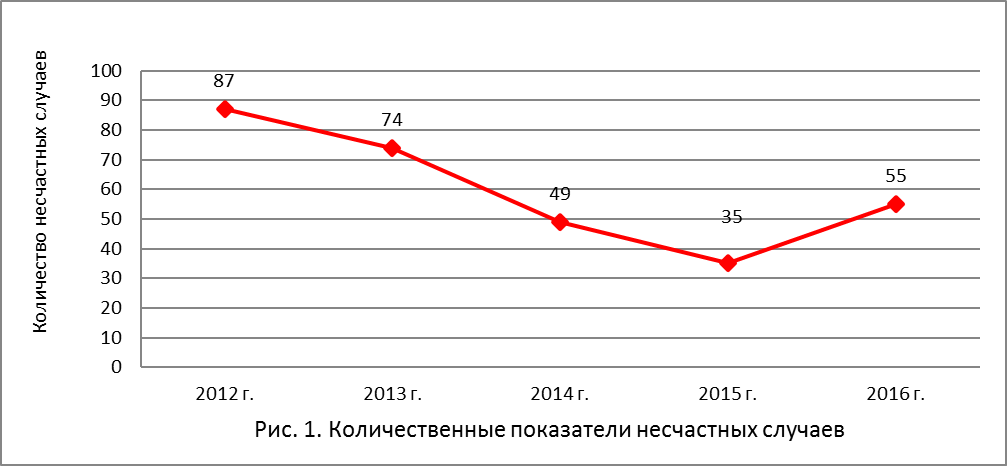 Количество несчастных случаев
100
90
80
70
60
50
40
30
20
10
0
87
74
49
35
55
2012 г.
2013 г.
2014 г.
2015 г.
2016 г.
Рис. 1. Количественные показатели несчастных случаев